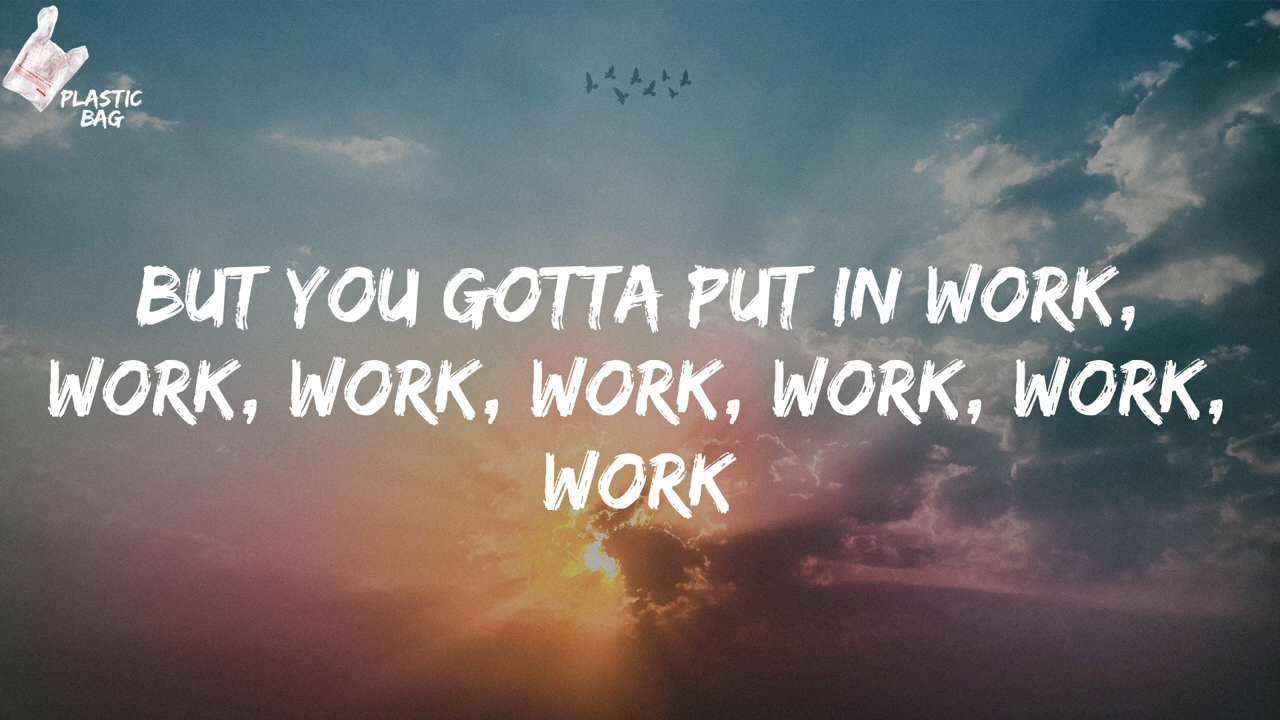 PLASTIC
BAG
BUT YOU GOTTA PUT IN WORK,
WORK, WORK, WORK, WORK, WORK,
WORK